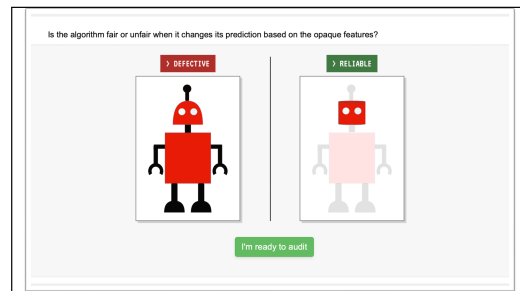 Is the algorithm fair or unfair when it changes its prediction based on the opaque features?
› DEFECTIVE
› RELIABLE
I'm ready to audit